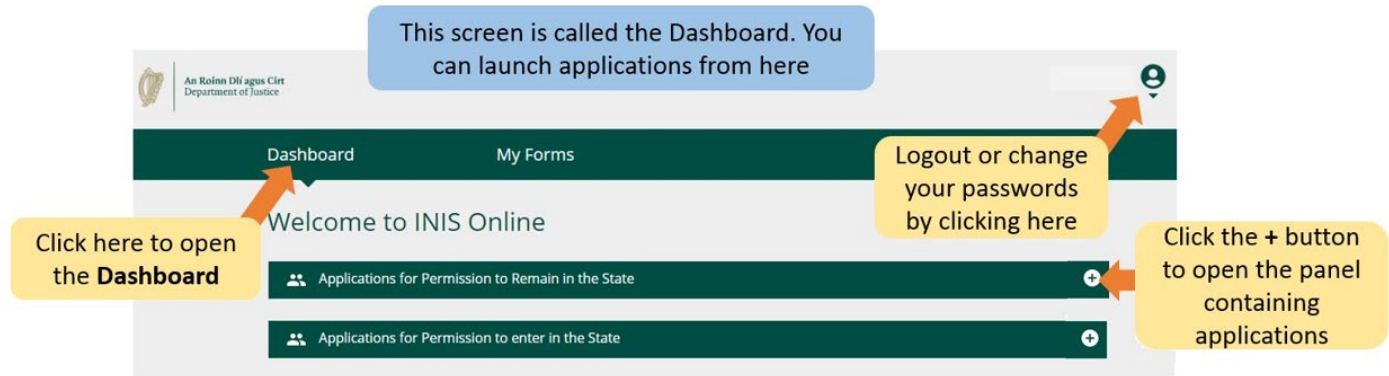 This screen is called the Dashboard. You
can launch applications from here
An Roinn Dlí agus Cirt
Department of Justice
Dashboard
My Forms
Logout or change
your passwords
by clicking here
Welcome to INIS Online
Click here to open
the Dashboard
Applications for Permission to Remain in the State
Click the + button
to open the panel
containing
applications
Applications for Permission to enter in the State